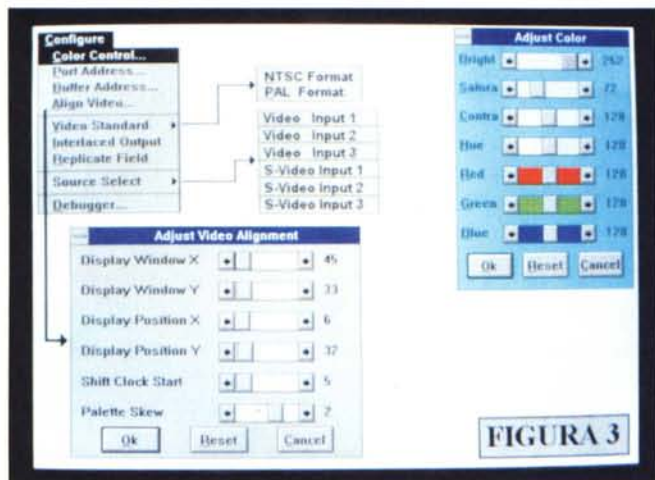 Configure
Color Control...
Port Address...
Buffer Address...
Align Video...
Video Standard
Interlaced Output
Replicate Field
Source Select
Debugger...
NTSC Format
PAL Format
Video Input 1
Video Input 2
Video Input 3
S-Video Input 1
S-Video Input 2
S-Video Input 3
Adjust Color
Bright 262
Satura 72
Contra 128
Hue 128
Red 128
Green 128
Blue 128
Ok Reset Cancel
Adjust Video Alignment
Display Window X 45
Display Window Y 33
Display Position X 6
Display Position Y 32
Shift Clock Start 5
Palette Skew 2
Ok Reset Cancel
FIGURA 3